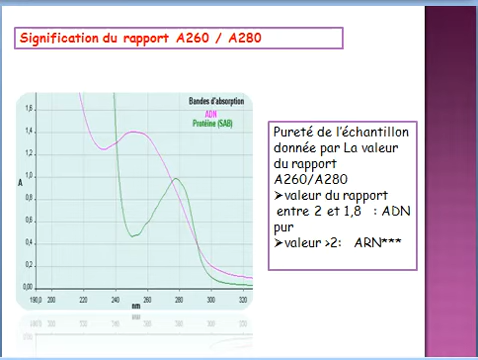 Signification du rapport A260 / A280
Bandes d'absorption
ADN
Protéine (SAB)
1,6
1,4
1,2
1,0
A
0,8
0,6
0,4
0,2
0,00
190,0 200 220 240 260 280 300 320
nm
Pureté de l'échantillon
donnée par La valeur
du rapport
A260/A280
➢valeur du rapport
entre 2 et 1,8 : ADN
pur
➢valeur >2: ARN***